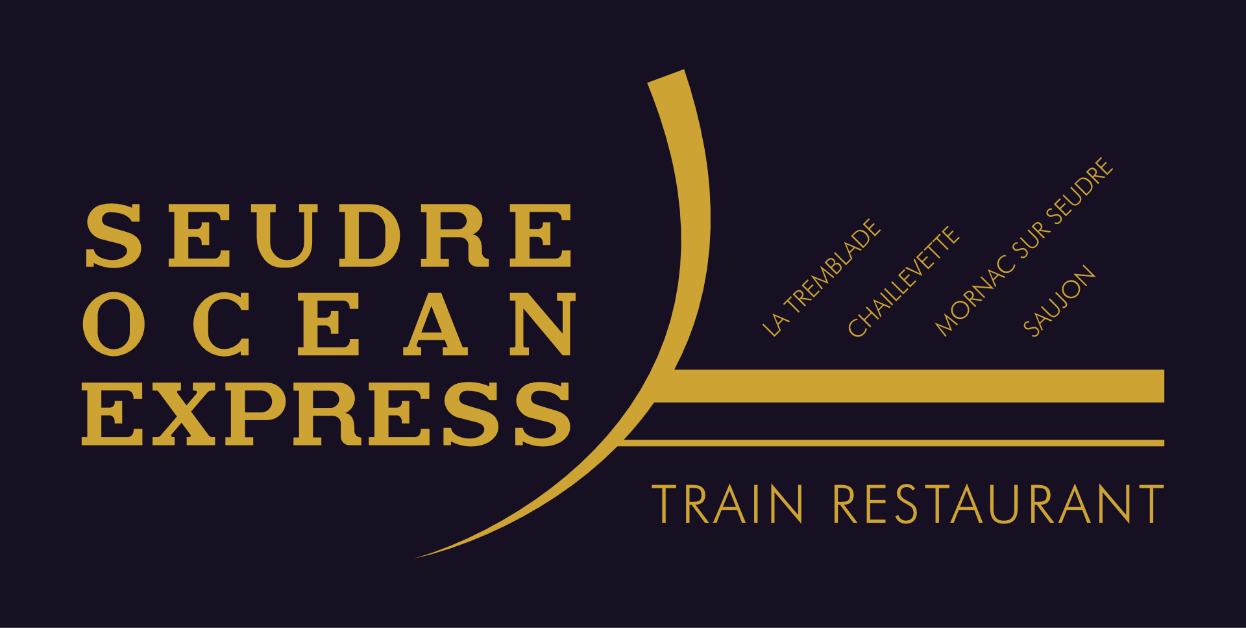 SEUDRE
OCEAN
EXPRESS
LA TREMBLADE
CHAILLEVETTE
MORNAC SUR SEUDRE
SAUJON
TRAIN RESTAURANT